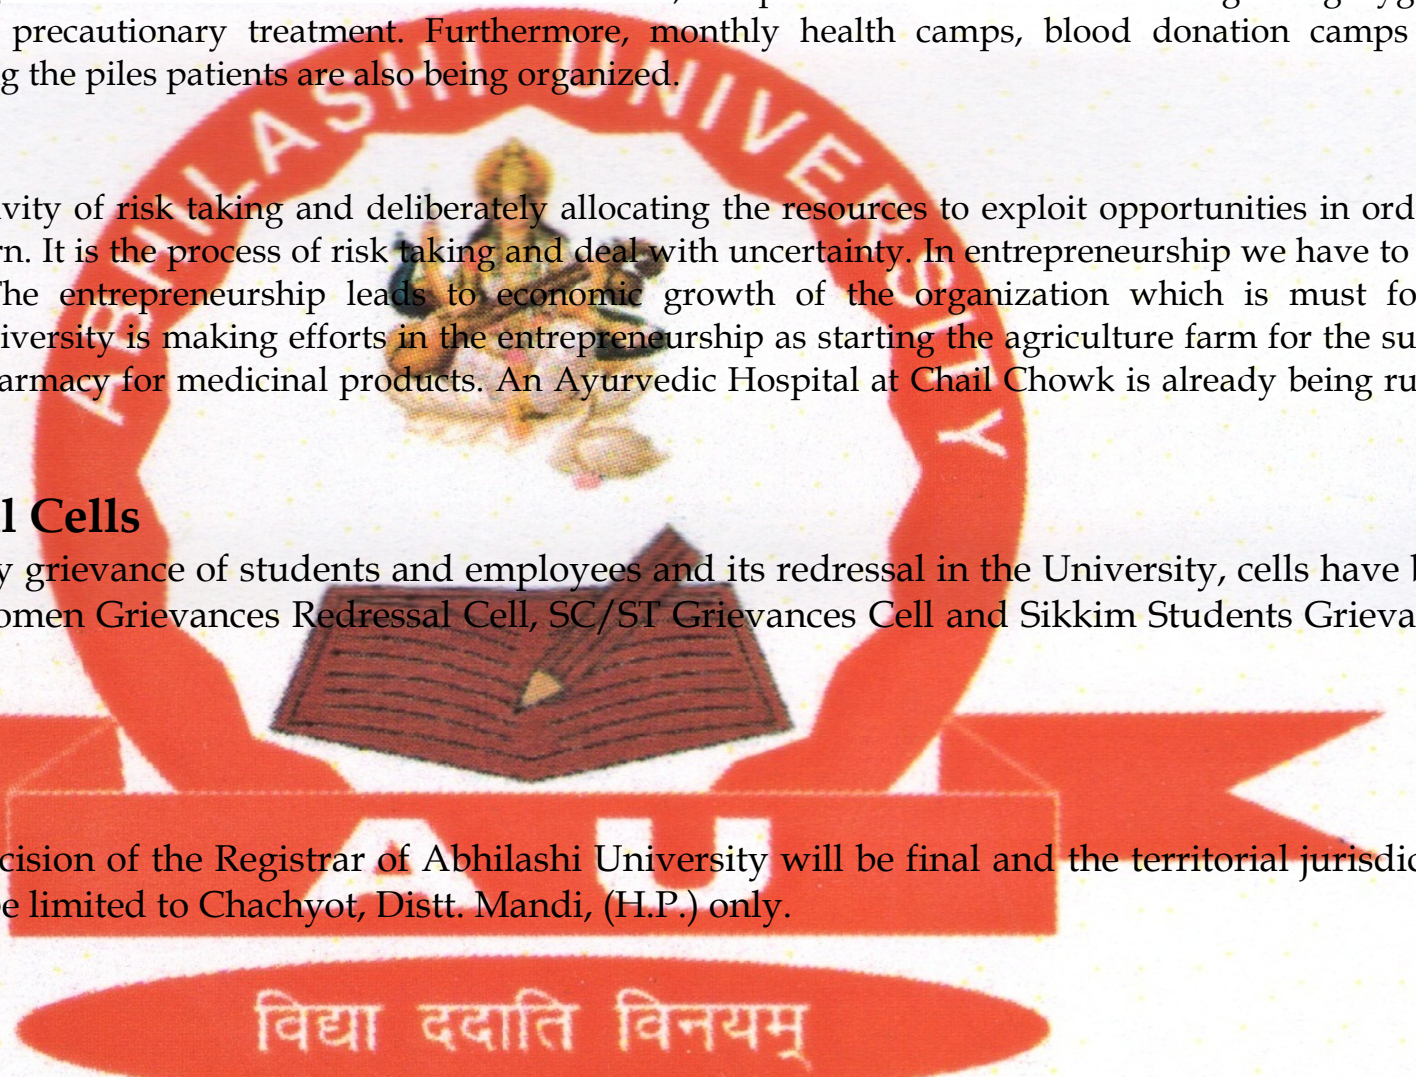 precautionary treatment. Furthermore, monthly health camps, blood donation camps
g the piles patients are also being organized.
ABHILASHI UNIVERSITY
vity of risk taking and deliberately allocating the resources to exploit opportunities in ord
rn. It is the process of risk taking and deal with uncertainty. In entrepreneurship we have to
The entrepreneurship leads to economic growth of the organization which is must fo
iversity is making efforts in the entrepreneurship as starting the agriculture farm for the su
armacy for medicinal products. An Ayurvedic Hospital at Chail Chowk is already being ru
l Cells
y grievance of students and employees and its redressal in the University, cells have b
omen Grievances Redressal Cell, SC/ST Grievances Cell and Sikkim Students Grieva
AU
cision of the Registrar of Abhilashi University will be final and the territorial jurisdic
e limited to Chachyot, Distt. Mandi, (H.P.) only.
विद्या ददाति विनयम्